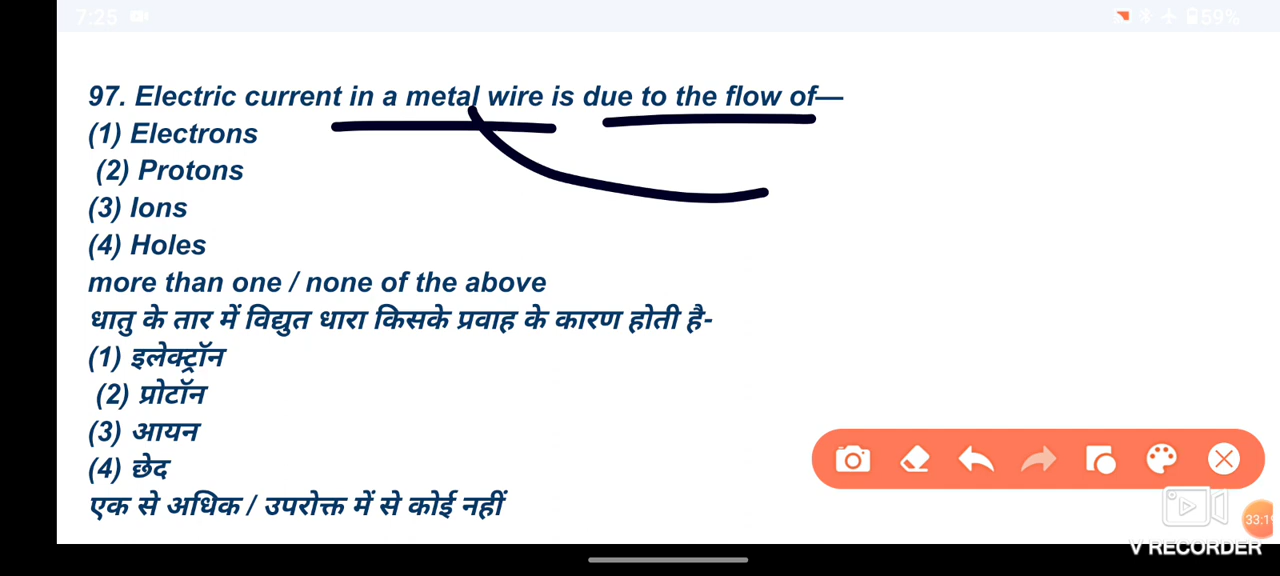 7:25
59%
97. Electric current in a metal wire is due to the flow of—
(1) Electrons
(2) Protons
(3) Ions
(4) Holes
more than one / none of the above
धातु के तार में विद्युत धारा किसके प्रवाह के कारण होती है-
(1) इलेक्ट्रॉन
(2) प्रोटॉन
(3) आयन
(4) छेद
एक से अधिक / उपरोक्त में से कोई नहीं
33:19
V RECORDER